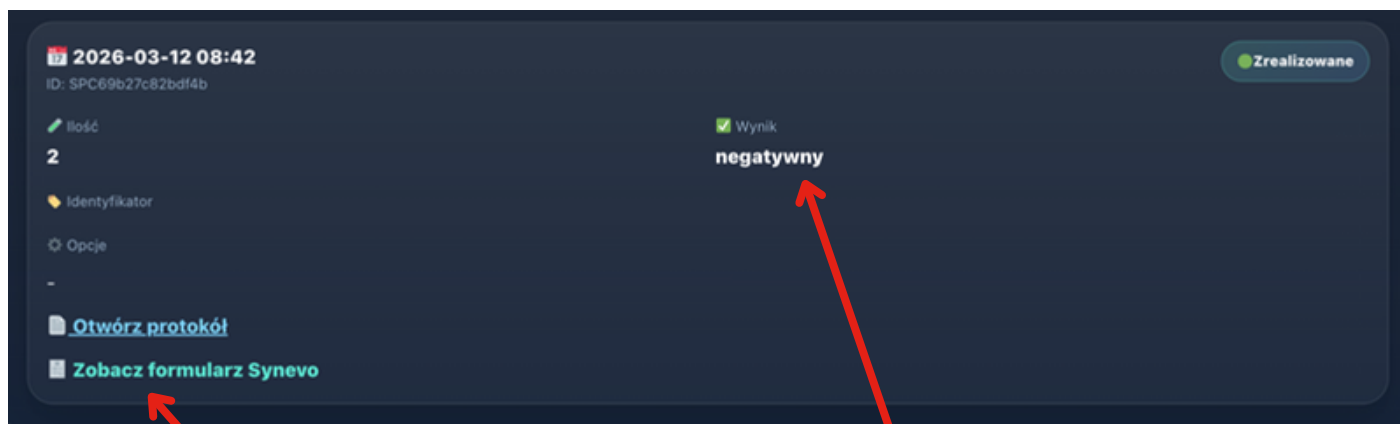 2026-03-12 08:42
Zrealizowane
ID: SPC69b27c82bdf4b
Ilość
Wynik
2
negatywny
Identyfikator
Opcje
-
Otwórz protokół
Zobacz formularz Synevo